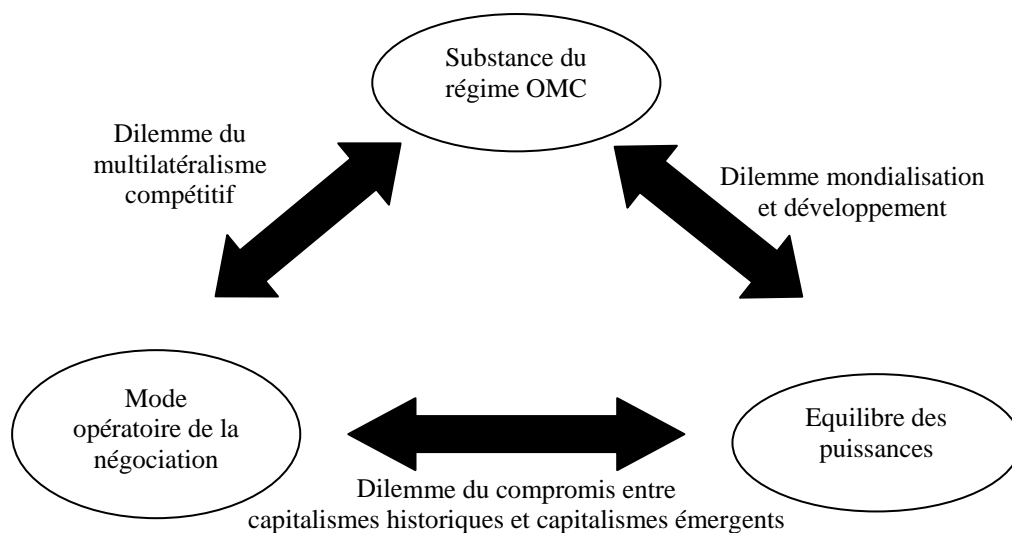 Substance du
régime OMC
Dilemme du
multilatéralisme
compétitif
Dilemme mondialisation
et développement
Mode
opératoire de la
négociation
Equilibre des
puissances
Dilemme du compromis entre
capitalismes historiques et capitalismes émergents